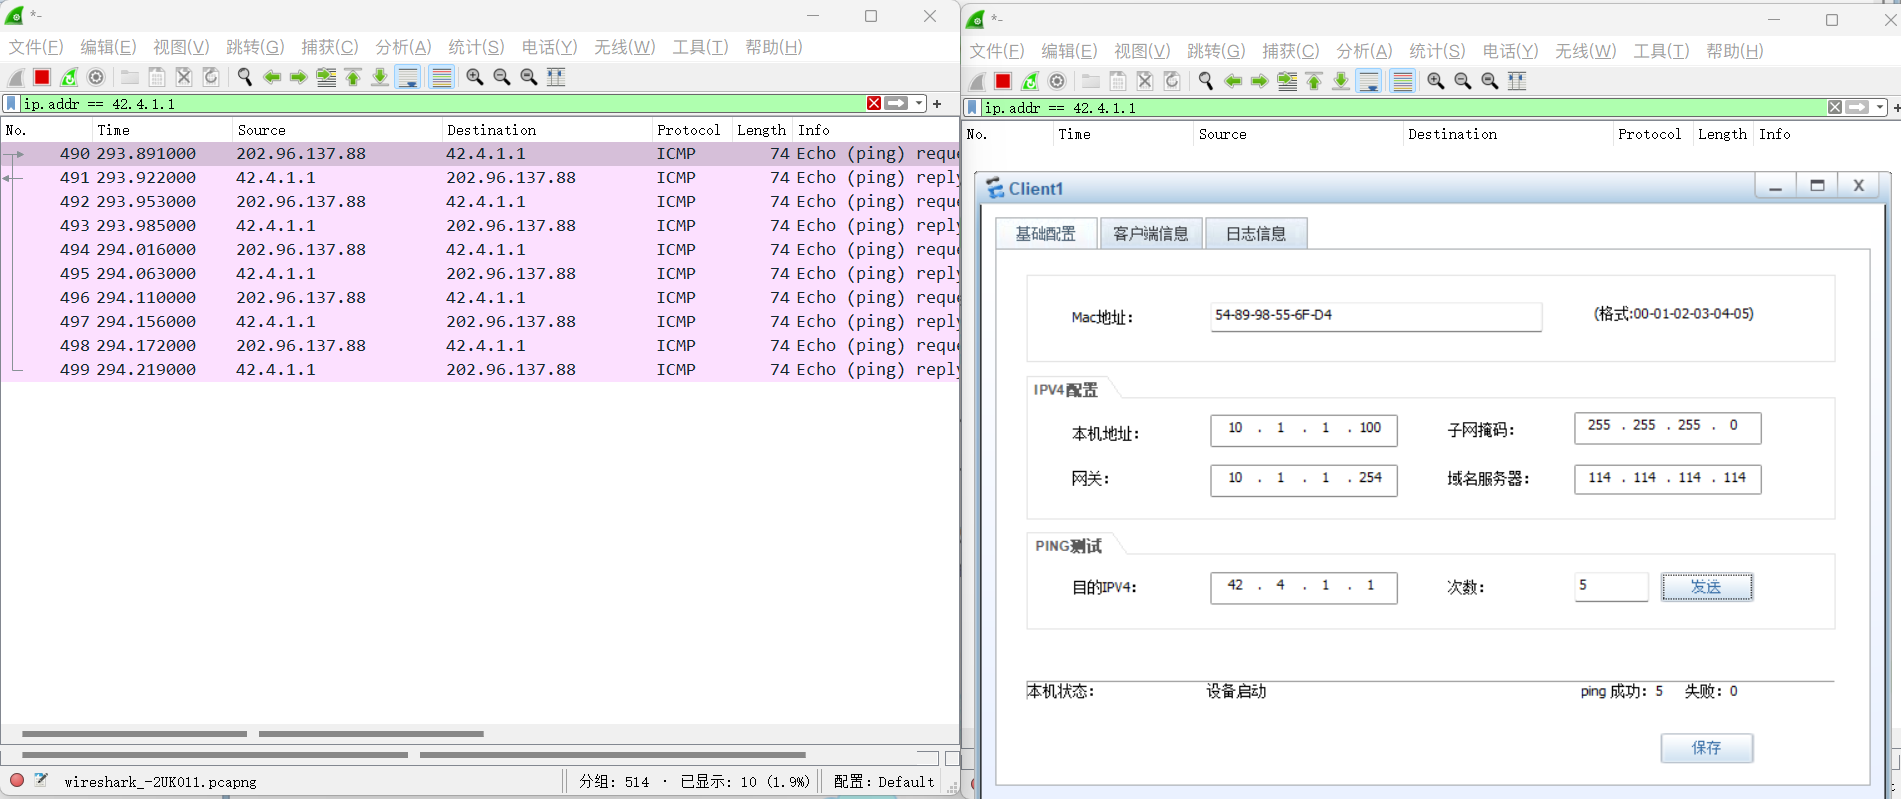 *-
文件(F) 编辑(E) 视图(V) 跳转(G) 捕获(C) 分析(A) 统计(S) 电话(Y) 无线(W) 工具(T) 帮助(H)
ip.addr == 42.4.1.1
No. Time Source Destination Protocol Length Info
490 293.891000 202.96.137.88 42.4.1.1 ICMP 74 Echo (ping) reque
491 293.922000 42.4.1.1 202.96.137.88 ICMP 74 Echo (ping) reply
492 293.953000 202.96.137.88 42.4.1.1 ICMP 74 Echo (ping) reque
493 293.985000 42.4.1.1 202.96.137.88 ICMP 74 Echo (ping) reply
494 294.016000 202.96.137.88 42.4.1.1 ICMP 74 Echo (ping) reque
495 294.063000 42.4.1.1 202.96.137.88 ICMP 74 Echo (ping) reply
496 294.110000 202.96.137.88 42.4.1.1 ICMP 74 Echo (ping) reque
497 294.156000 42.4.1.1 202.96.137.88 ICMP 74 Echo (ping) reply
498 294.172000 202.96.137.88 42.4.1.1 ICMP 74 Echo (ping) reque
499 294.219000 42.4.1.1 202.96.137.88 ICMP 74 Echo (ping) reply
wireshark_-2UK011.pcapng 分组: 514 · 已显示: 10 (1.9%) 配置: Default
*-
文件(F) 编辑(E) 视图(V) 跳转(G) 捕获(C) 分析(A) 统计(S) 电话(Y) 无线(W) 工具(T) 帮助(H)
ip.addr == 42.4.1.1
No. Time Source Destination Protocol Length Info
Client1
基础配置 客户端信息 日志信息
Mac地址: 54-89-98-55-6F-D4 (格式:00-01-02-03-04-05)
IPV4配置
本机地址: 10 . 1 . 1 . 100 子网掩码: 255 . 255 . 255 . 0
网关: 10 . 1 . 1 . 254 域名服务器: 114 . 114 . 114 . 114
PING测试
目的IPV4: 42 . 4 . 1 . 1 次数: 5 发送
本机状态: 设备启动 ping 成功: 5 失败: 0
保存